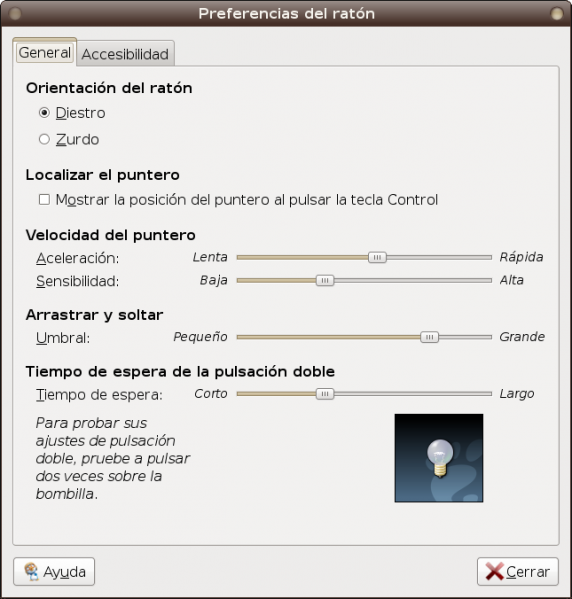 Preferencias del ratón
General Accesibilidad
Orientación del ratón
Diestro
Zurdo
Localizar el puntero
Mostrar la posición del puntero al pulsar la tecla Control
Velocidad del puntero
Aceleración: Lenta Rápida
Sensibilidad: Baja Alta
Arrastrar y soltar
Umbral: Pequeño Grande
Tiempo de espera de la pulsación doble
Tiempo de espera: Corto Largo
Para probar sus
ajustes de pulsación
doble, pruebe a pulsar
dos veces sobre la
bombilla.
Ayuda Cerrar